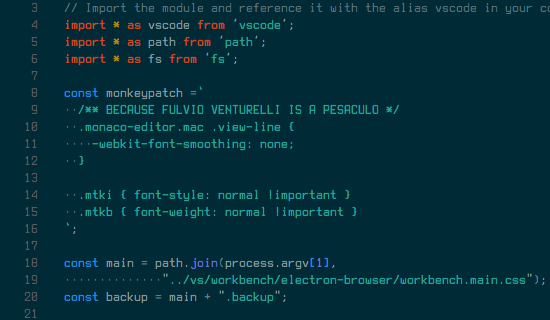 3 // Import the module and reference it with the alias vscode in your co
4 import * as vscode from 'vscode';
5 import * as path from 'path';
6 import * as fs from 'fs';
7
8 const monkeypatch =`
9 ··/** BECAUSE FULVIO VENTURELLI IS A PESACULO */
10 ··.monaco-editor.mac .view-line {
11 ····-webkit-font-smoothing: none;
12 ··}
13
14 ··.mtki { font-style: normal !important }
15 ··.mtkb { font-weight: normal !important }
16 `;
17
18 const main = path.join(process.argv[1],
19 ··············"../vs/workbench/electron-browser/workbench.main.css");
20 const backup = main + ".backup";
21